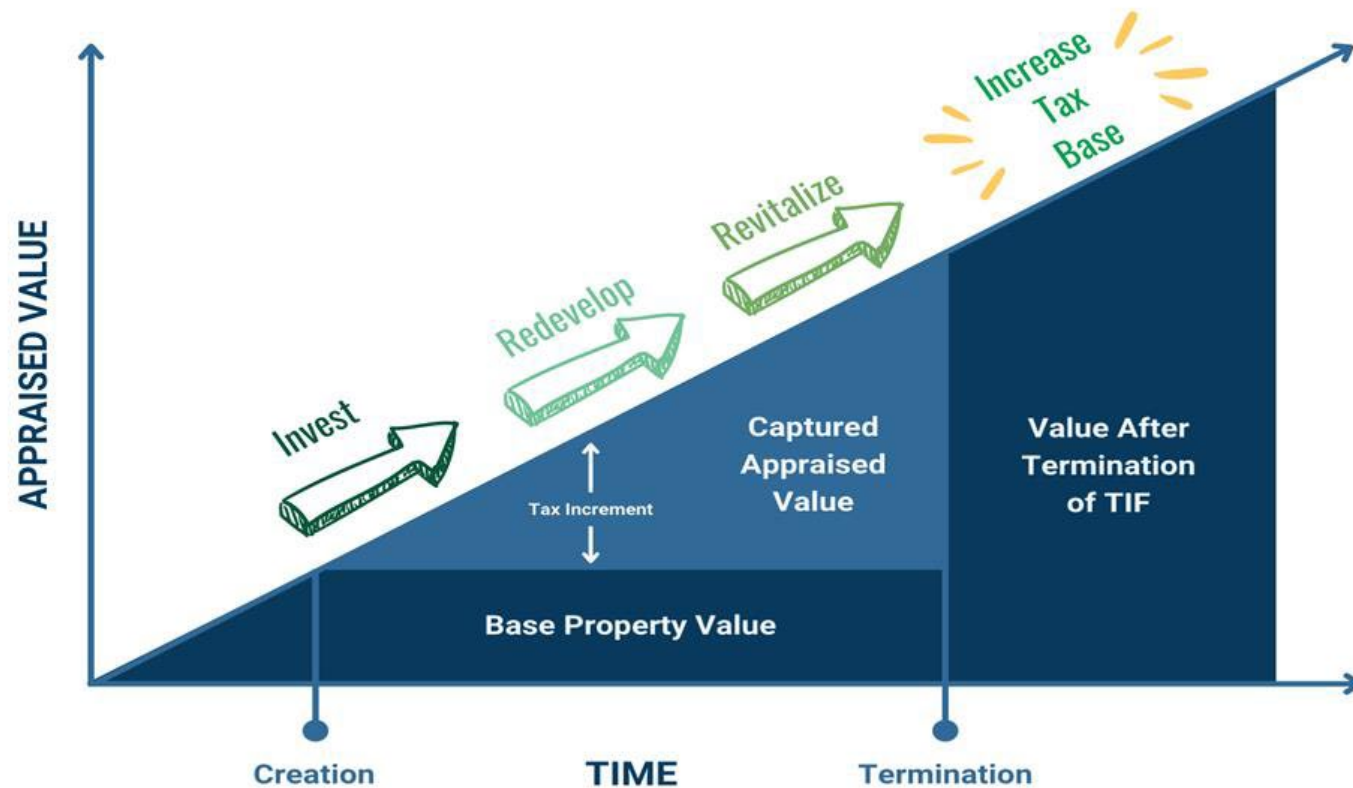 Increase
Tax
Base
Revitalize
Redevelop
Invest
APPRAISED VALUE
Captured
Appraised
Value
Value After
Termination
of TIF
Tax Increment
Base Property Value
Creation
TIME
Termination